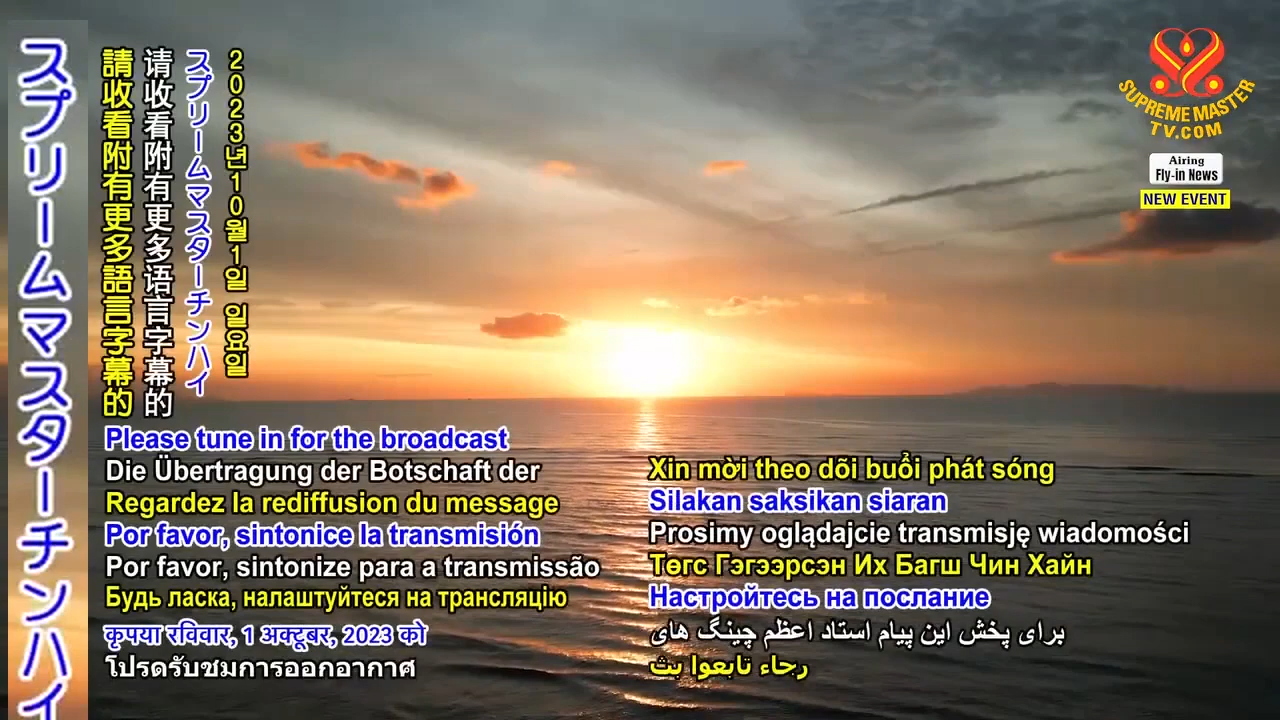 スプリームマスターチンハイ
請收看附有更多語言字幕的
请收看附有更多语言字幕的
スプリームマスターチンハイ
2023년10월1일 일요일
SUPREME MASTER
TV.COM
Airing
Fly-in News
NEW EVENT
Please tune in for the broadcast
Die Übertragung der Botschaft der
Regardez la rediffusion du message
Por favor, sintonice la transmisión
Por favor, sintonize para a transmissão
Будь ласка, налаштуйтеся на трансляцію
कृपया रविवार, 1 अक्टूबर, 2023 को
โปรดรับชมการออกอากาศ
Xin mời theo dõi buổi phát sóng
Silakan saksikan siaran
Prosimy oglądajcie transmisję wiadomości
Төгс Гэгээрсэн Их Багш Чин Хайн
Настройтесь на послание
برای پخش این پیام استاد اعظم چینگ های
رجاء تابعوا بث